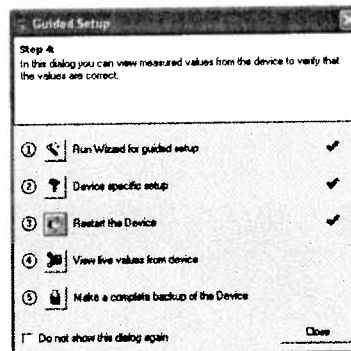 Guided Setup
Step 4:
In this dialog you can view measured values from the device to verify that
the values are correct.
1 Run Wizard for guided setup
2 Device specific setup
3 Restart the Device
4 View live values from device
5 Make a complete backup of the Device
Do not show this dialog again
Close